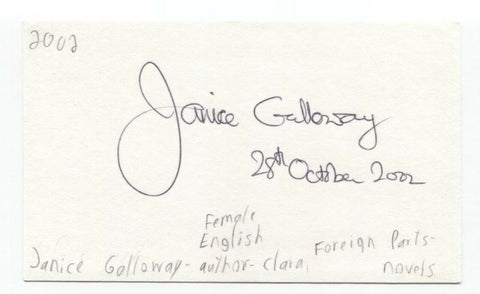 2002
Janice Galloway
28th October 2002
Female
English
Janice Galloway- author- clara, Foreign Parts-
novels